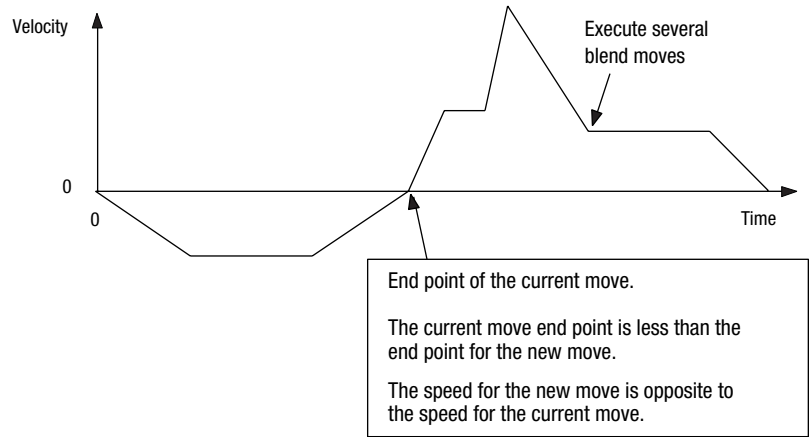 Velocity
Execute several
blend moves
0
0
Time
End point of the current move.
The current move end point is less than the
end point for the new move.
The speed for the new move is opposite to
the speed for the current move.